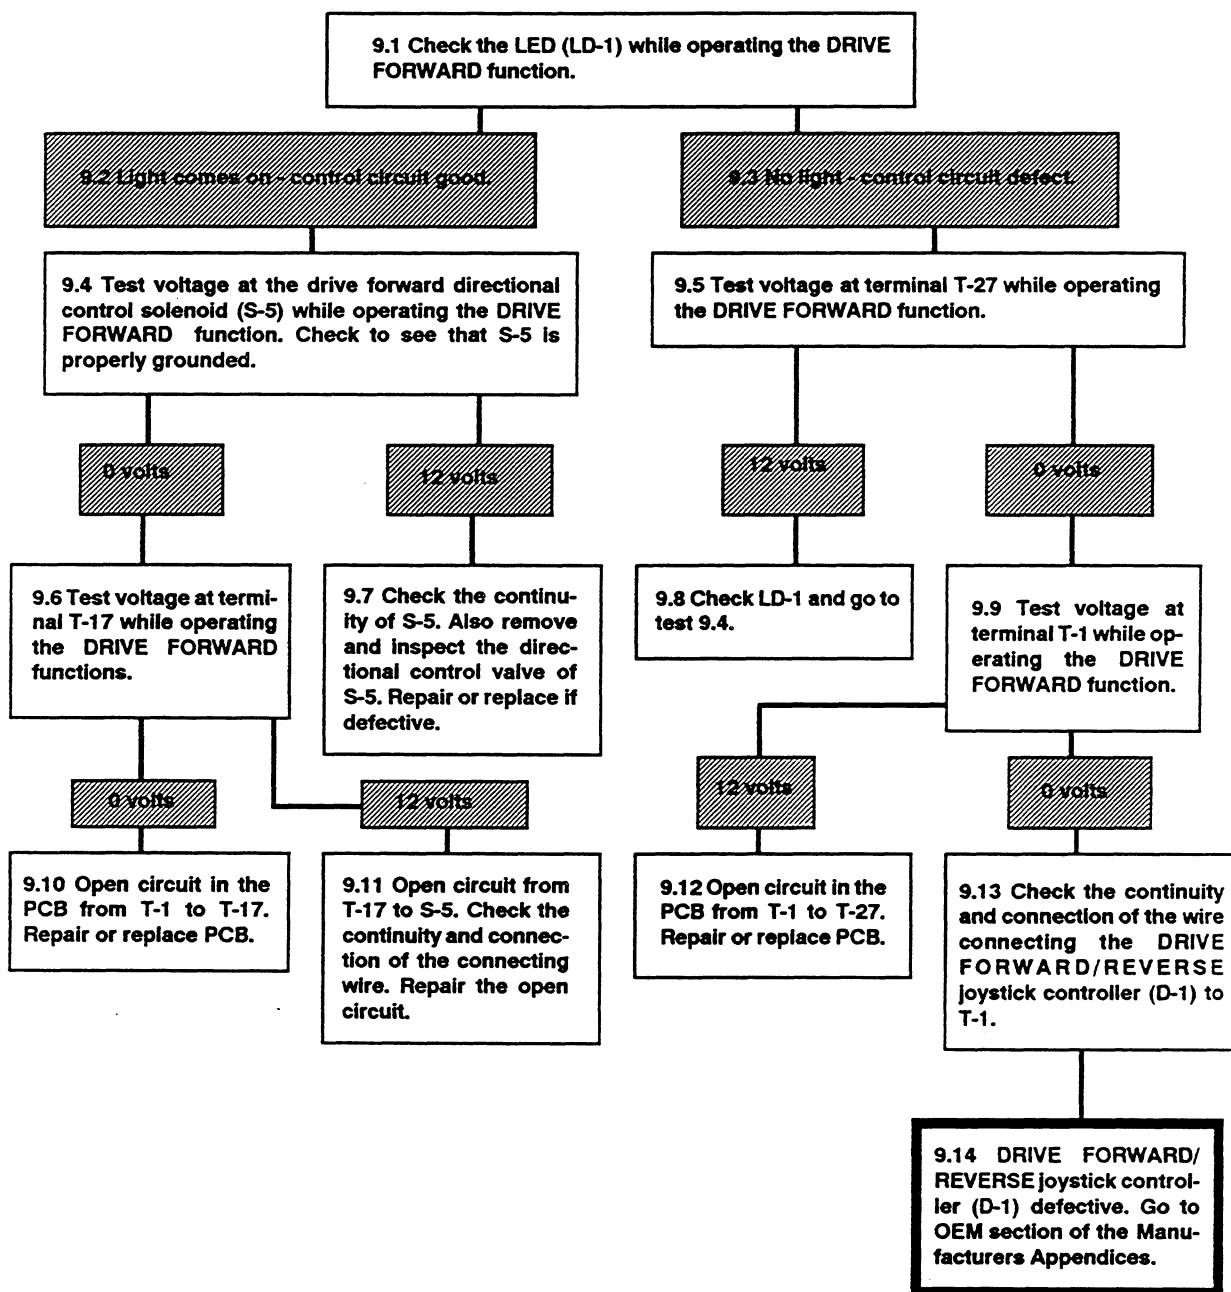 9.1 Check the LED (LD-1) while operating the DRIVE
FORWARD function.
9.2 Light comes on - control circuit good.
9.3 No light - control circuit defect.
9.4 Test voltage at the drive forward directional
control solenoid (S-5) while operating the DRIVE
FORWARD function. Check to see that S-5 is
properly grounded.
9.5 Test voltage at terminal T-27 while operating
the DRIVE FORWARD function.
0 volts
12 volts
12 volts
0 volts
9.6 Test voltage at termi-
nal T-17 while operating
the DRIVE FORWARD
functions.
9.7 Check the continu-
ity of S-5. Also remove
and inspect the direc-
tional control valve of
S-5. Repair or replace if
defective.
9.8 Check LD-1 and go to
test 9.4.
9.9 Test voltage at
terminal T-1 while op-
erating the DRIVE
FORWARD function.
0 volts
12 volts
12 volts
0 volts
9.10 Open circuit in the
PCB from T-1 to T-17.
Repair or replace PCB.
9.11 Open circuit from
T-17 to S-5. Check the
continuity and connec-
tion of the connecting
wire. Repair the open
circuit.
9.12 Open circuit in the
PCB from T-1 to T-27.
Repair or replace PCB.
9.13 Check the continuity
and connection of the wire
connecting the DRIVE
FORWARD/REVERSE
joystick controller (D-1) to
T-1.
9.14 DRIVE FORWARD/
REVERSE joystick control-
ler (D-1) defective. Go to
OEM section of the Manu-
facturers Appendices.